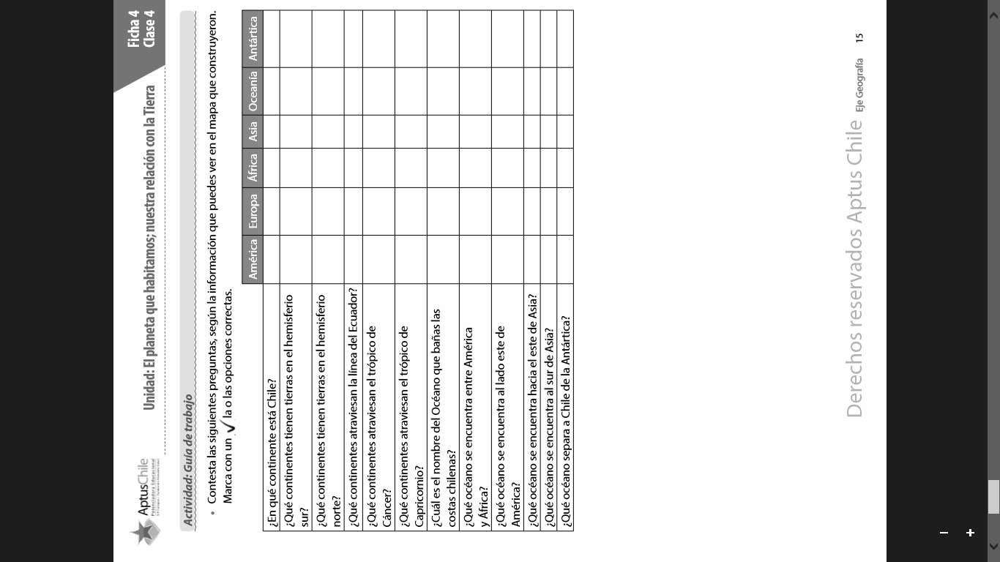 AptusChile
Unidad: El planeta que habitamos; nuestra relación con la Tierra
Ficha 4
Clase 4
Actividad: Guía de trabajo
• Contesta las siguientes preguntas, según la información que puedes ver en el mapa que construyeron.
Marca con un ✓ la o las opciones correctas.
América Europa África Asia Oceanía Antártica
¿En qué continente está Chile?
¿Qué continentes tienen tierras en el hemisferio
sur?
¿Qué continentes tienen tierras en el hemisferio
norte?
¿Qué continentes atraviesan la línea del Ecuador?
¿Qué continentes atraviesan el trópico de
Cáncer?
¿Qué continentes atraviesan el trópico de
Capricornio?
¿Cuál es el nombre del Océano que bañas las
costas chilenas?
¿Qué océano se encuentra entre América
y África?
¿Qué océano se encuentra al lado este de
América?
¿Qué océano se encuentra hacia el este de Asia?
¿Qué océano se encuentra al sur de Asia?
¿Qué océano separa a Chile de la Antártica?
Derechos reservados Aptus Chile
Eje Geografía 15